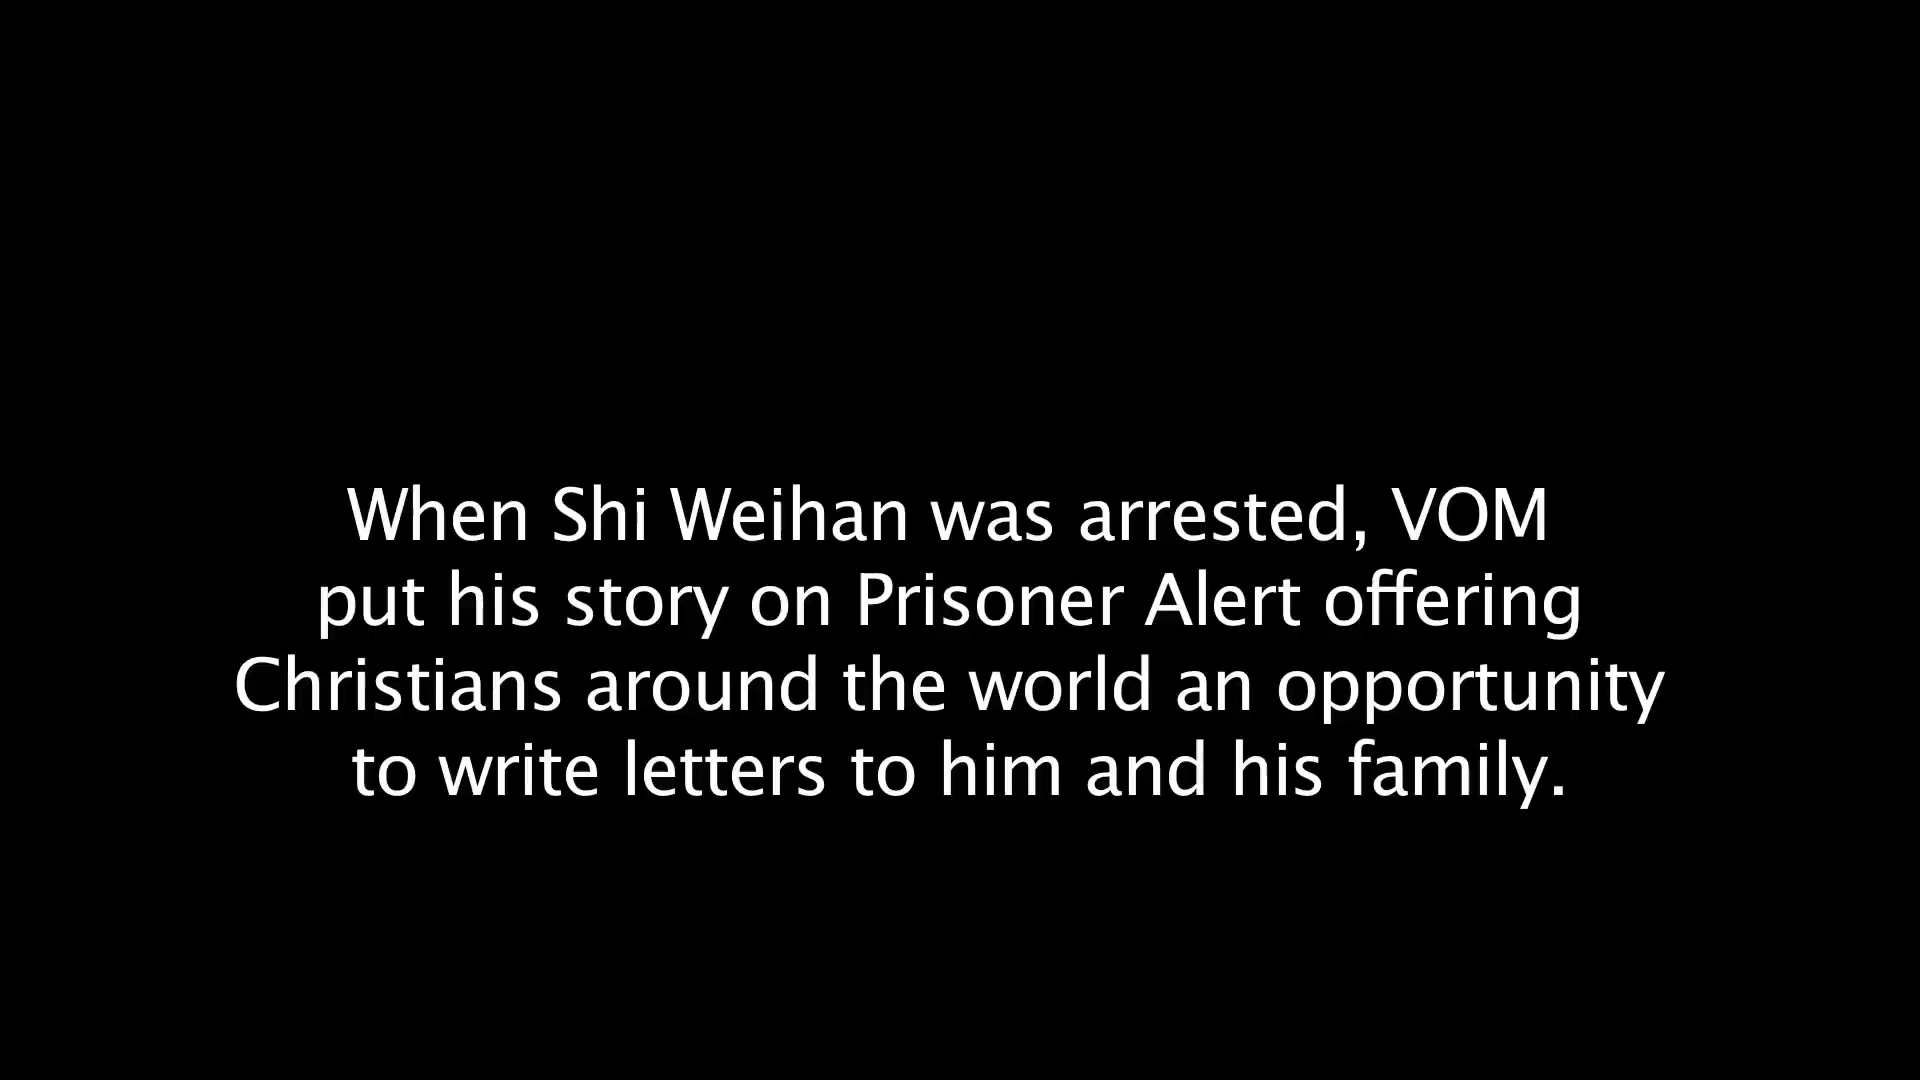 When Shi Weihan was arrested, VOM
put his story on Prisoner Alert offering
Christians around the world an opportunity
to write letters to him and his family.